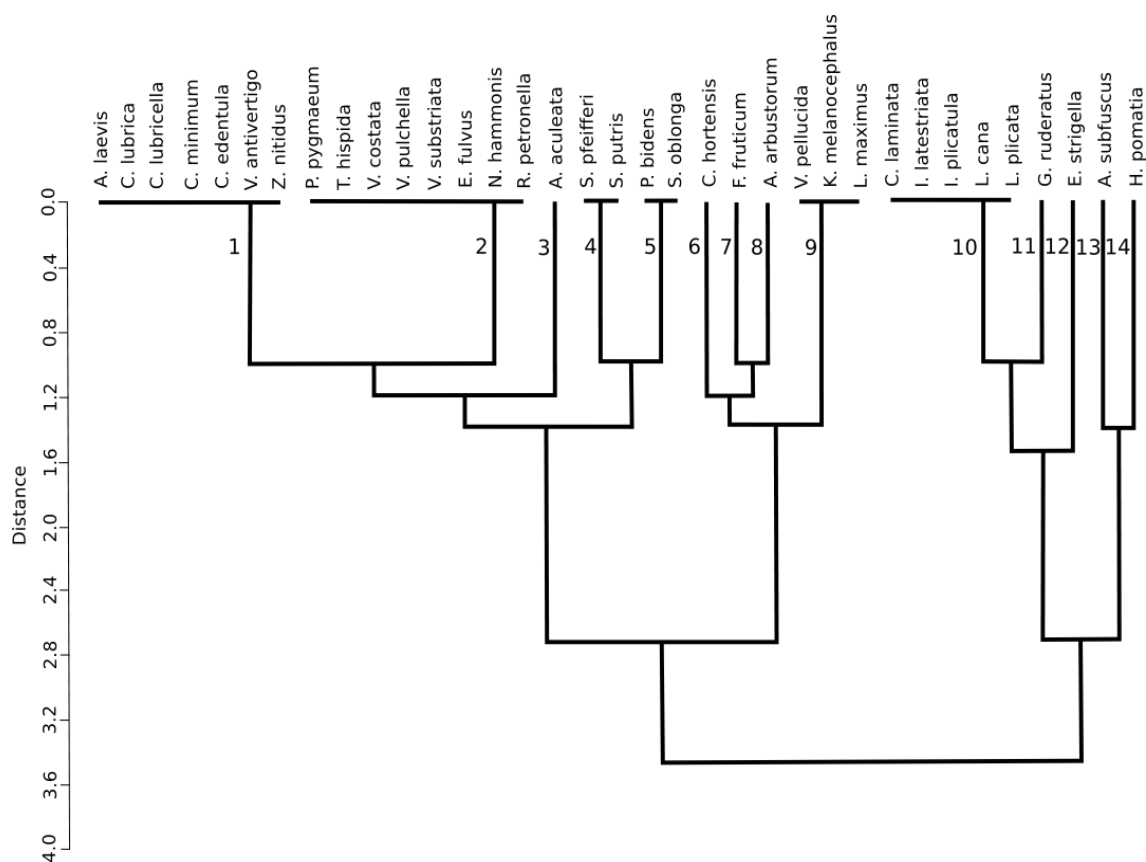 A. laevis
C. lubrica
C. lubricella
C. minimum
C. edentula
V. antivertigo
Z. nitidus
P. pygmaeum
T. hispida
V. costata
V. pulchella
V. substriata
E. fulvus
N. hammonis
R. petronella
A. aculeata
S. pfeifferi
S. putris
P. bidens
S. oblonga
C. hortensis
F. fruticum
A. arbustorum
V. pellucida
K. melanocephalus
L. maximus
C. laminata
I. latestriata
I. plicatula
L. cana
L. plicata
G. ruderatus
E. strigella
A. subfuscus
H. pomatia
0.0
0.4
0.8
1.2
1.6
2.0
2.4
2.8
3.2
3.6
4.0
Distance
1
2
3
4
5
6
7
8
9
10
11
12
13
14